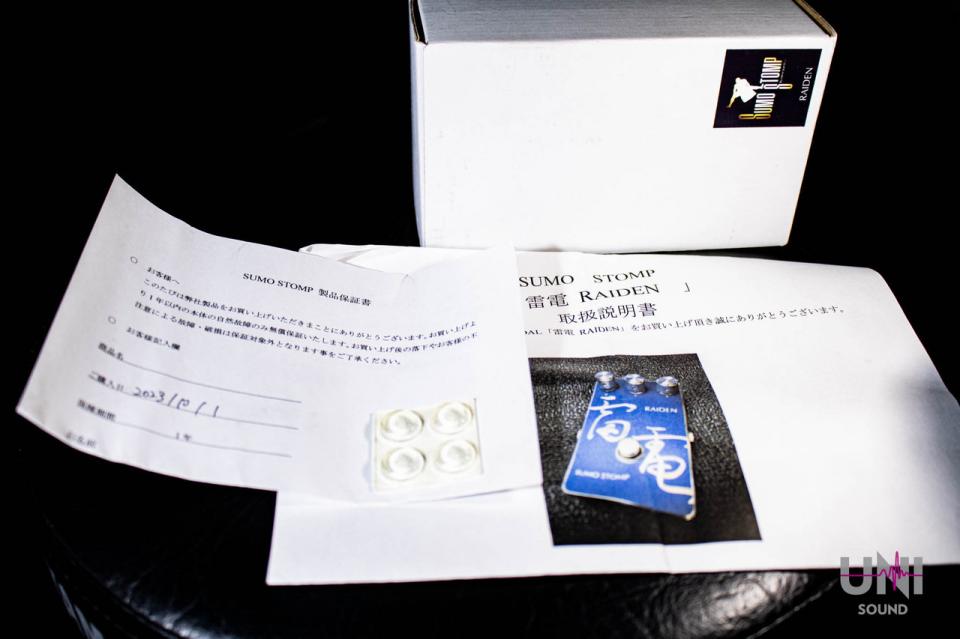 SUMO STOMP
RAIDEN
SUMO STOMP 製品保証書
○ お客様へ
このたびは弊社製品をお買い上げいただきまことにありがとうございます。お買い上げよ
り1年以内の本体の自然故障のみ無償保証いたします。お買い上げ後の落下やお客様の不
注意による故障・破損は保証対象外となります事をご了承ください。
○ お客様記入欄
商品名
ご購入日 2023/10/1
保障期間 1年
SUMO STOMP
雷電 RAIDEN 」
取扱説明書
DAL「雷電 RAIDEN」をお買い上げ頂き誠にありがとうございます。
RAIDEN
雷電
SUMO STOMP
UNI
SOUND